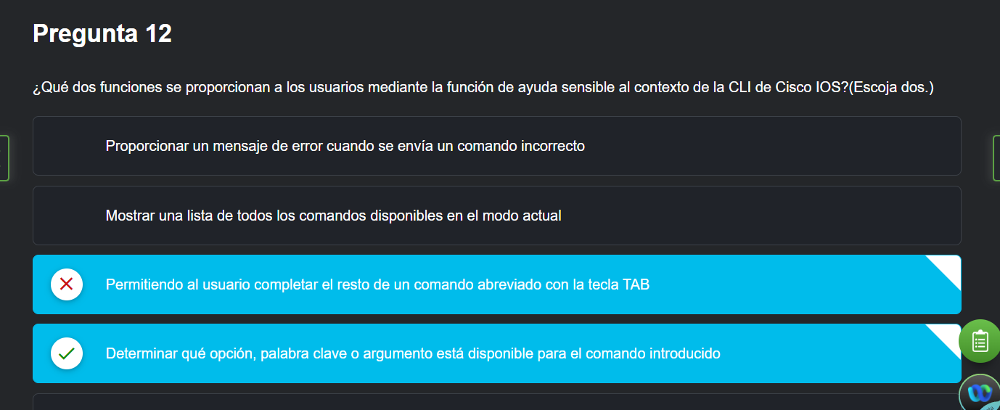 Pregunta 12
¿Qué dos funciones se proporcionan a los usuarios mediante la función de ayuda sensible al contexto de la CLI de Cisco IOS?(Escoja dos.)
Proporcionar un mensaje de error cuando se envía un comando incorrecto
Mostrar una lista de todos los comandos disponibles en el modo actual
Permitiendo al usuario completar el resto de un comando abreviado con la tecla TAB
Determinar qué opción, palabra clave o argumento está disponible para el comando introducido